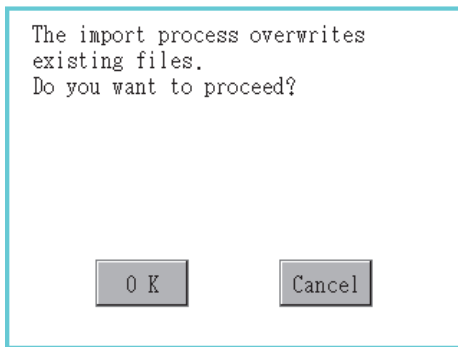 The import process overwrites
existing files.
Do you want to proceed?
O K
Cancel